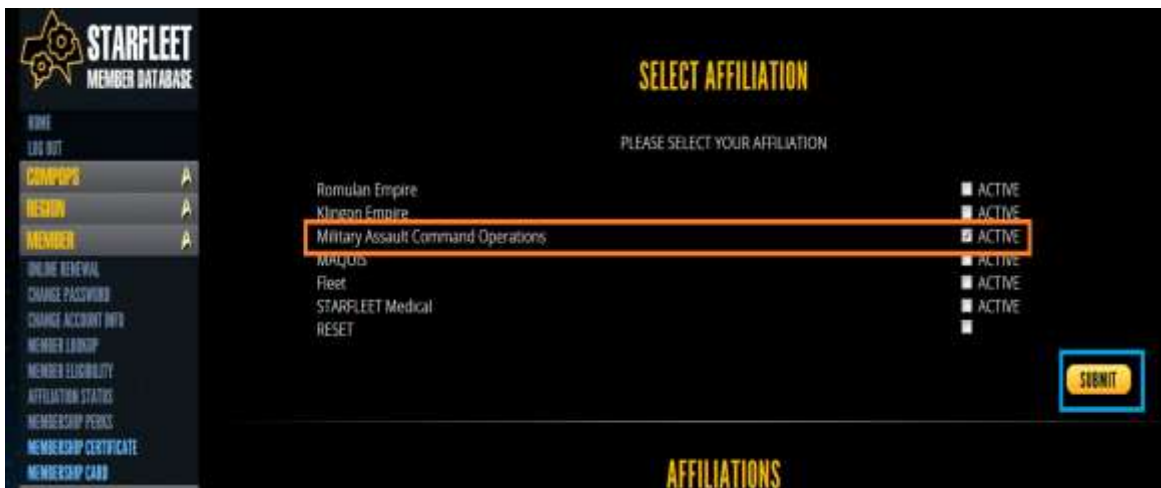 STARFLEET
MEMBER DATABASE
HOME
LOG OUT
COMPOPS
REGION
MEMBER
ONLINE RENEWAL
CHANGE PASSWORD
CHANGE ACCOUNT INFO
MEMBER LOOKUP
MEMBER ELIGIBILITY
AFFILIATION STATUS
MEMBERSHIP PERKS
MEMBERSHIP CERTIFICATE
MEMBERSHIP CARD
SELECT AFFILIATION
PLEASE SELECT YOUR AFFILIATION
Romulan Empire ACTIVE
Klingon Empire ACTIVE
Military Assault Command Operations ACTIVE
MAQUIS ACTIVE
Fleet ACTIVE
STARFLEET Medical ACTIVE
RESET
SUBMIT
AFFILIATIONS